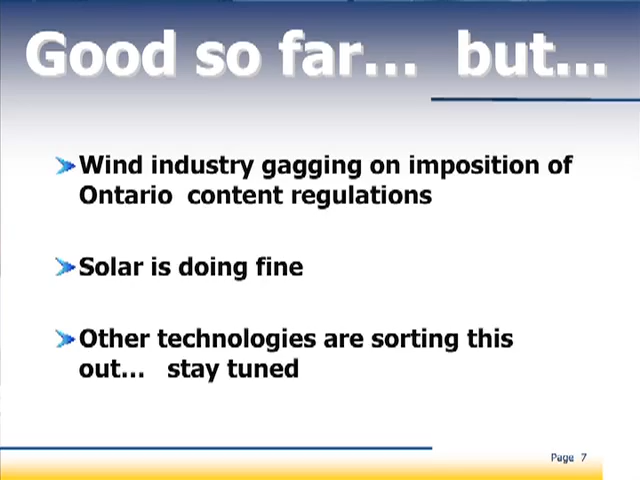 Good so far... but...
Wind industry gagging on imposition of
Ontario content regulations
Solar is doing fine
Other technologies are sorting this
out... stay tuned
Page 7